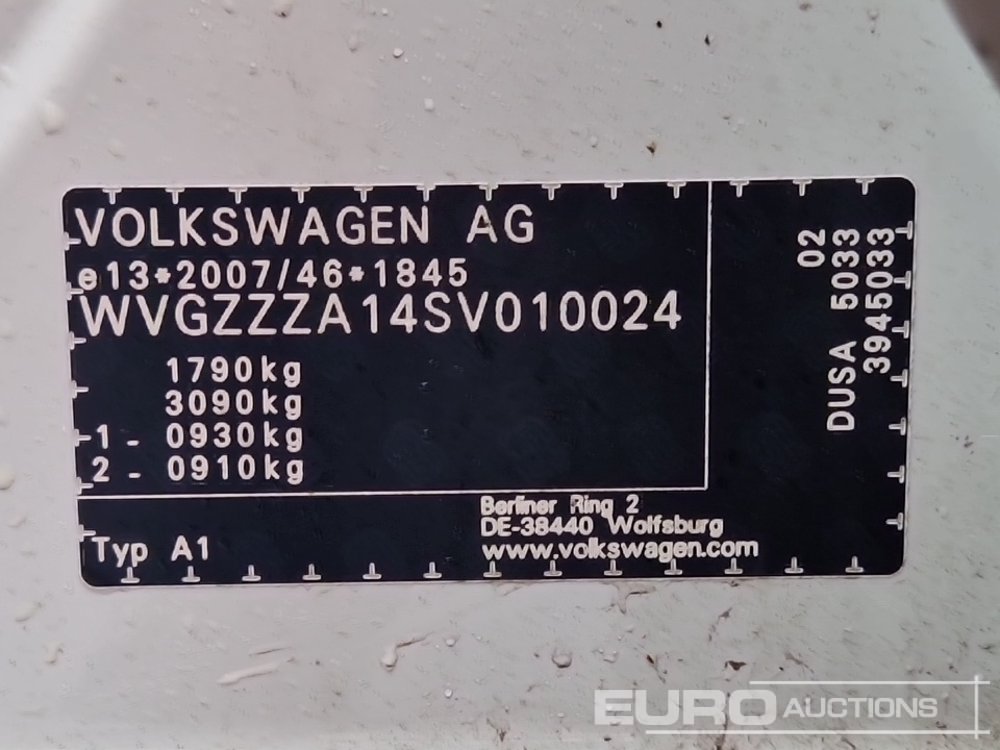 VOLKSWAGEN AG
e13*2007/46*1845
WVGZZZA14SV010024
1790kg
3090kg
1 - 0930kg
2 - 0910kg
Typ A1
Berliner Ring 2
DE-38440 Wolfsburg
www.volkswagen.com
02
DUSA 5033
3945033
EURO AUCTIONS